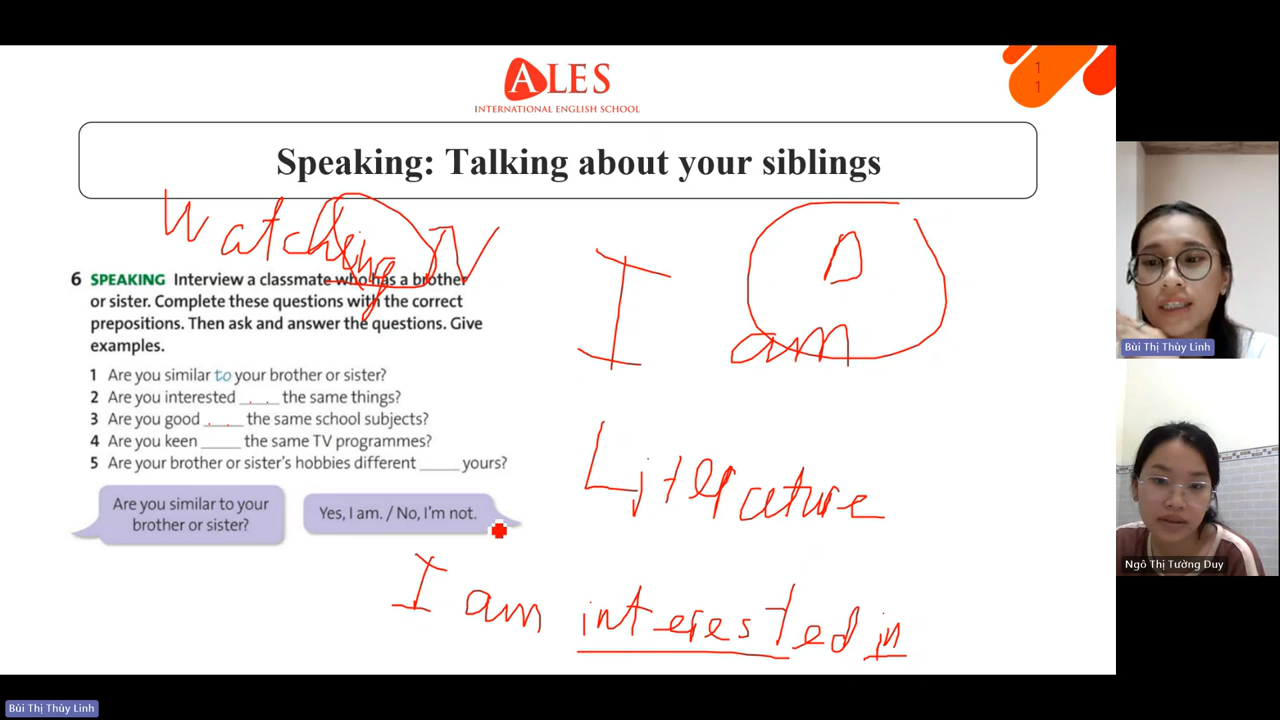 ALES
INTERNATIONAL ENGLISH SCHOOL
1
1
Speaking: Talking about your siblings
Watching TV
I am
6 SPEAKING Interview a classmate who has a brother
or sister. Complete these questions with the correct
prepositions. Then ask and answer the questions. Give
examples.
1 Are you similar to your brother or sister?
2 Are you interested ____ the same things?
3 Are you good ____ the same school subjects?
4 Are you keen ____ the same TV programmes?
5 Are your brother or sister's hobbies different ____ yours?
Are you similar to your
brother or sister?
Yes, I am. / No, I'm not.
Literature
I am interested in
Bùi Thị Thùy Linh
Ngô Thị Tường Duy
Bùi Thị Thùy Linh